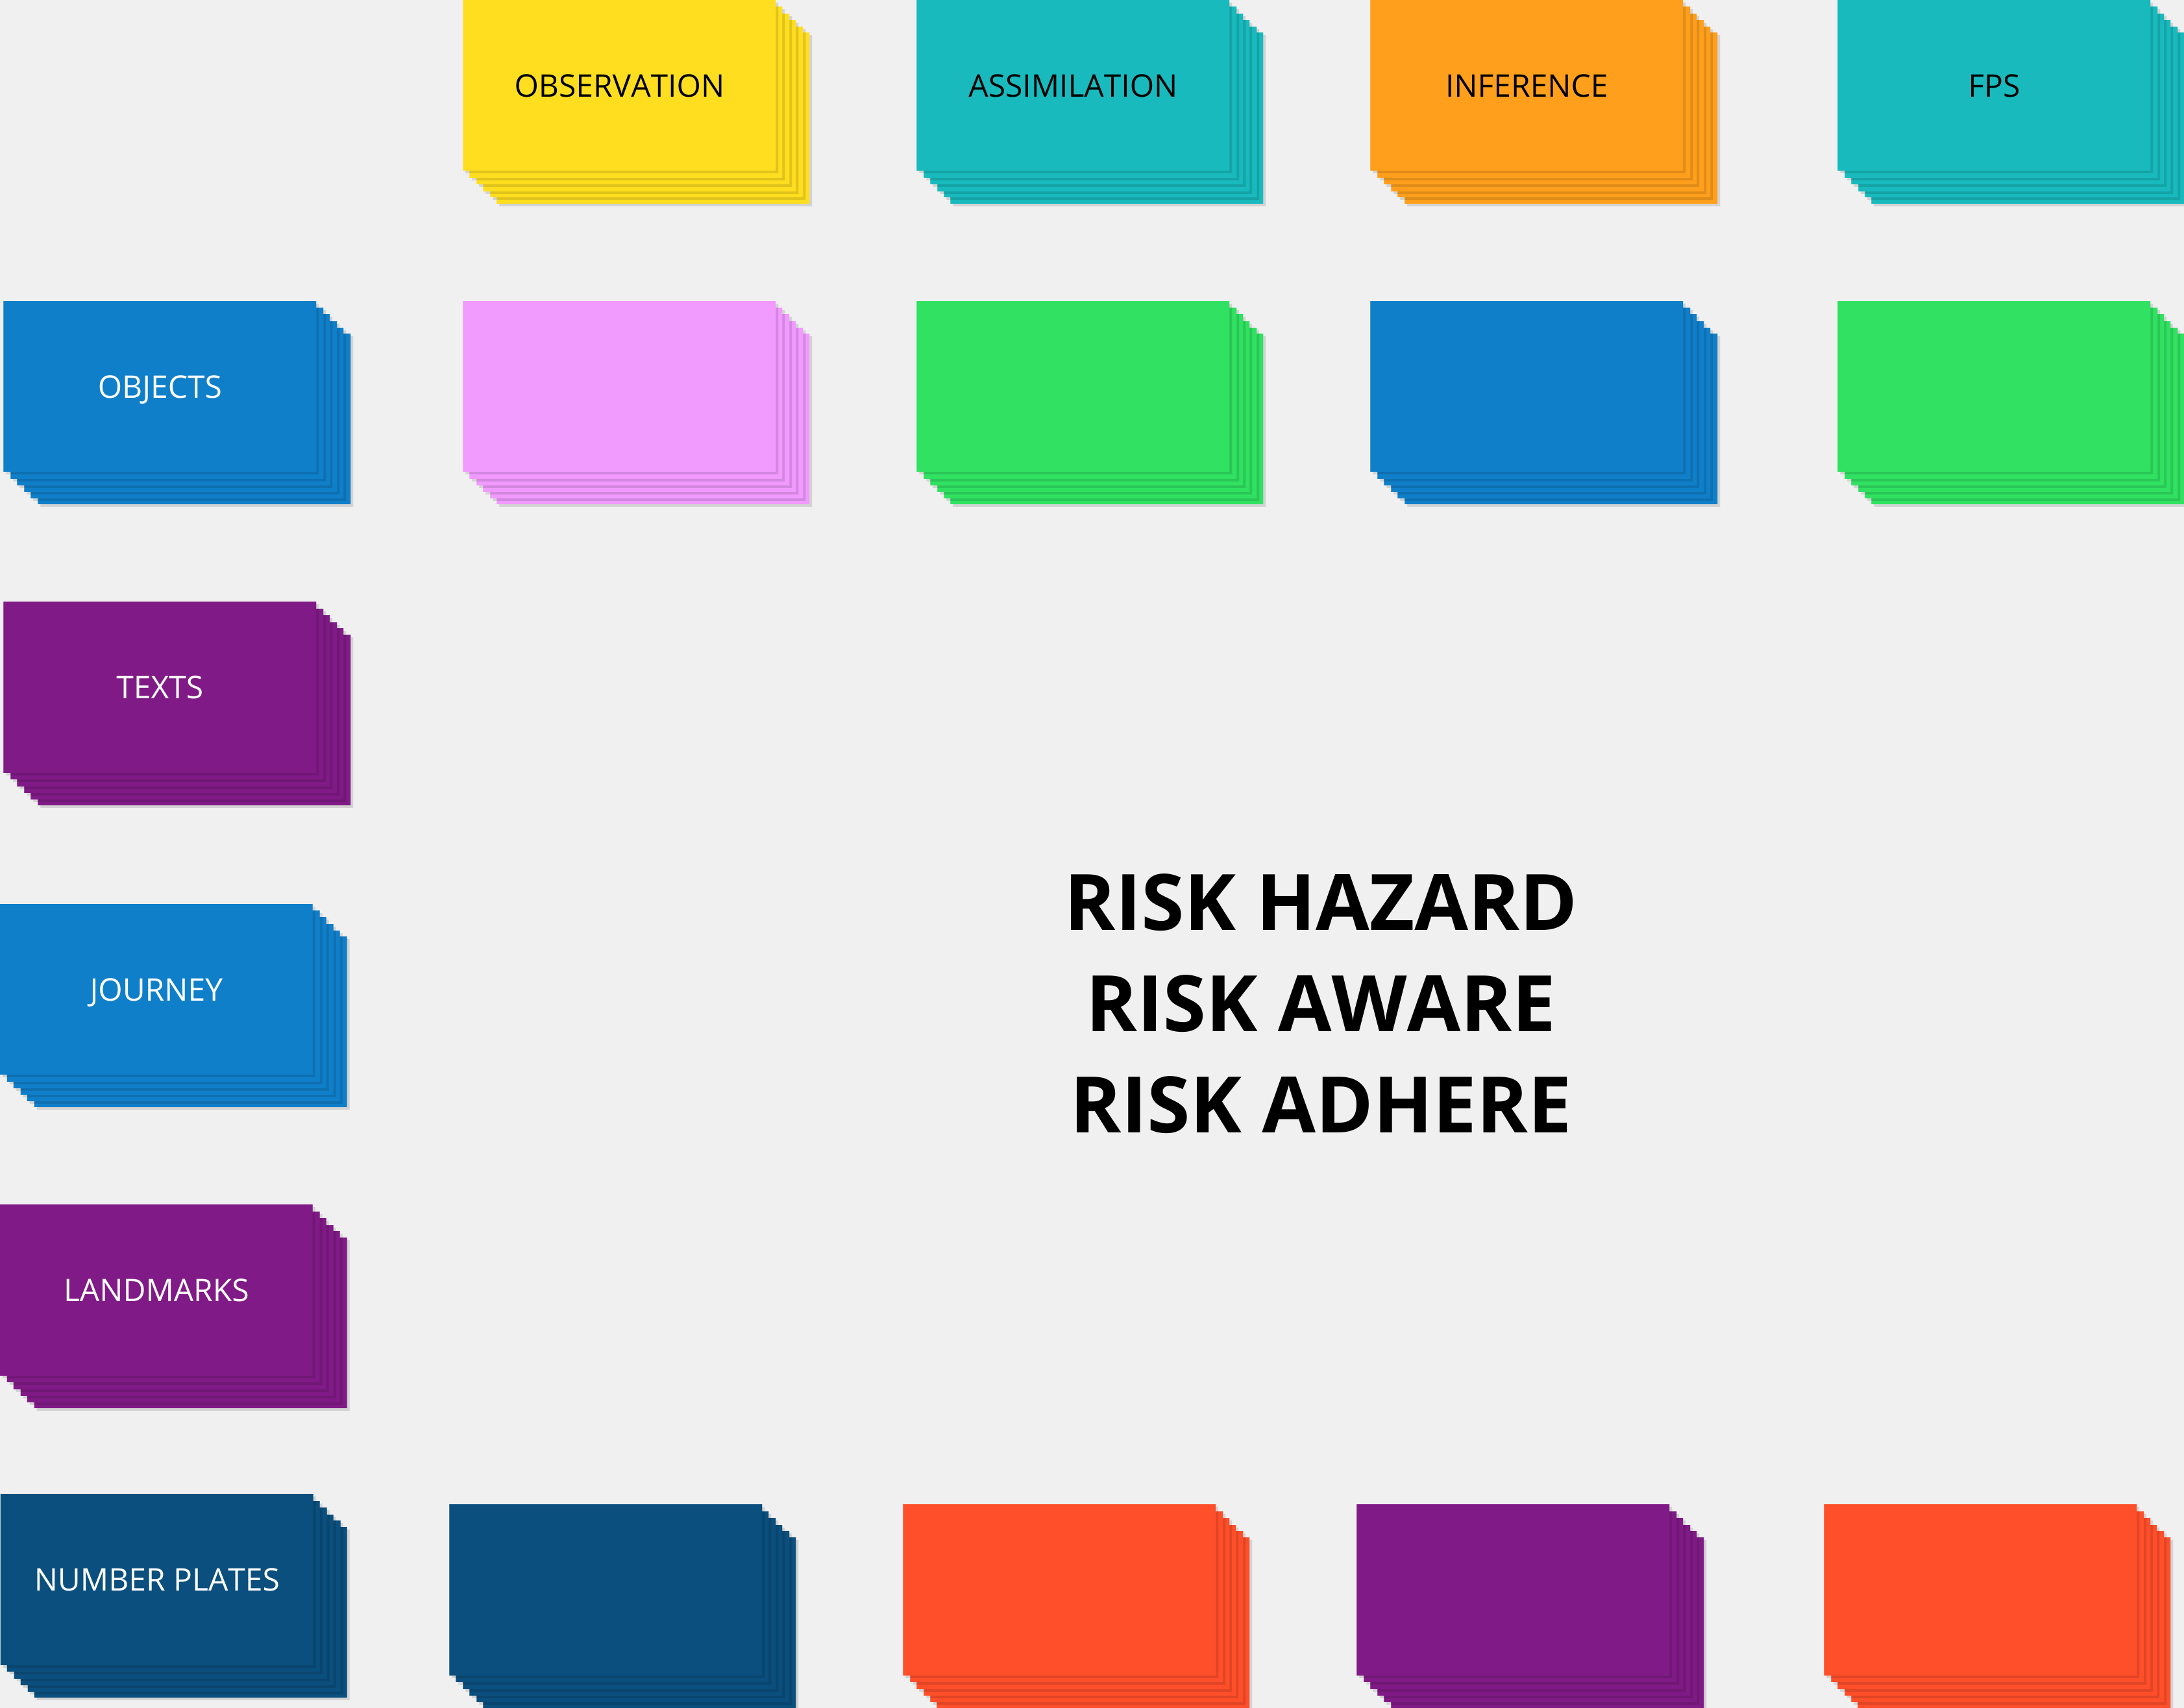 OBSERVATION
ASSIMILATION
INFERENCE
FPS
OBJECTS
TEXTS
JOURNEY
LANDMARKS
NUMBER PLATES
RISK HAZARD
RISK AWARE
RISK ADHERE